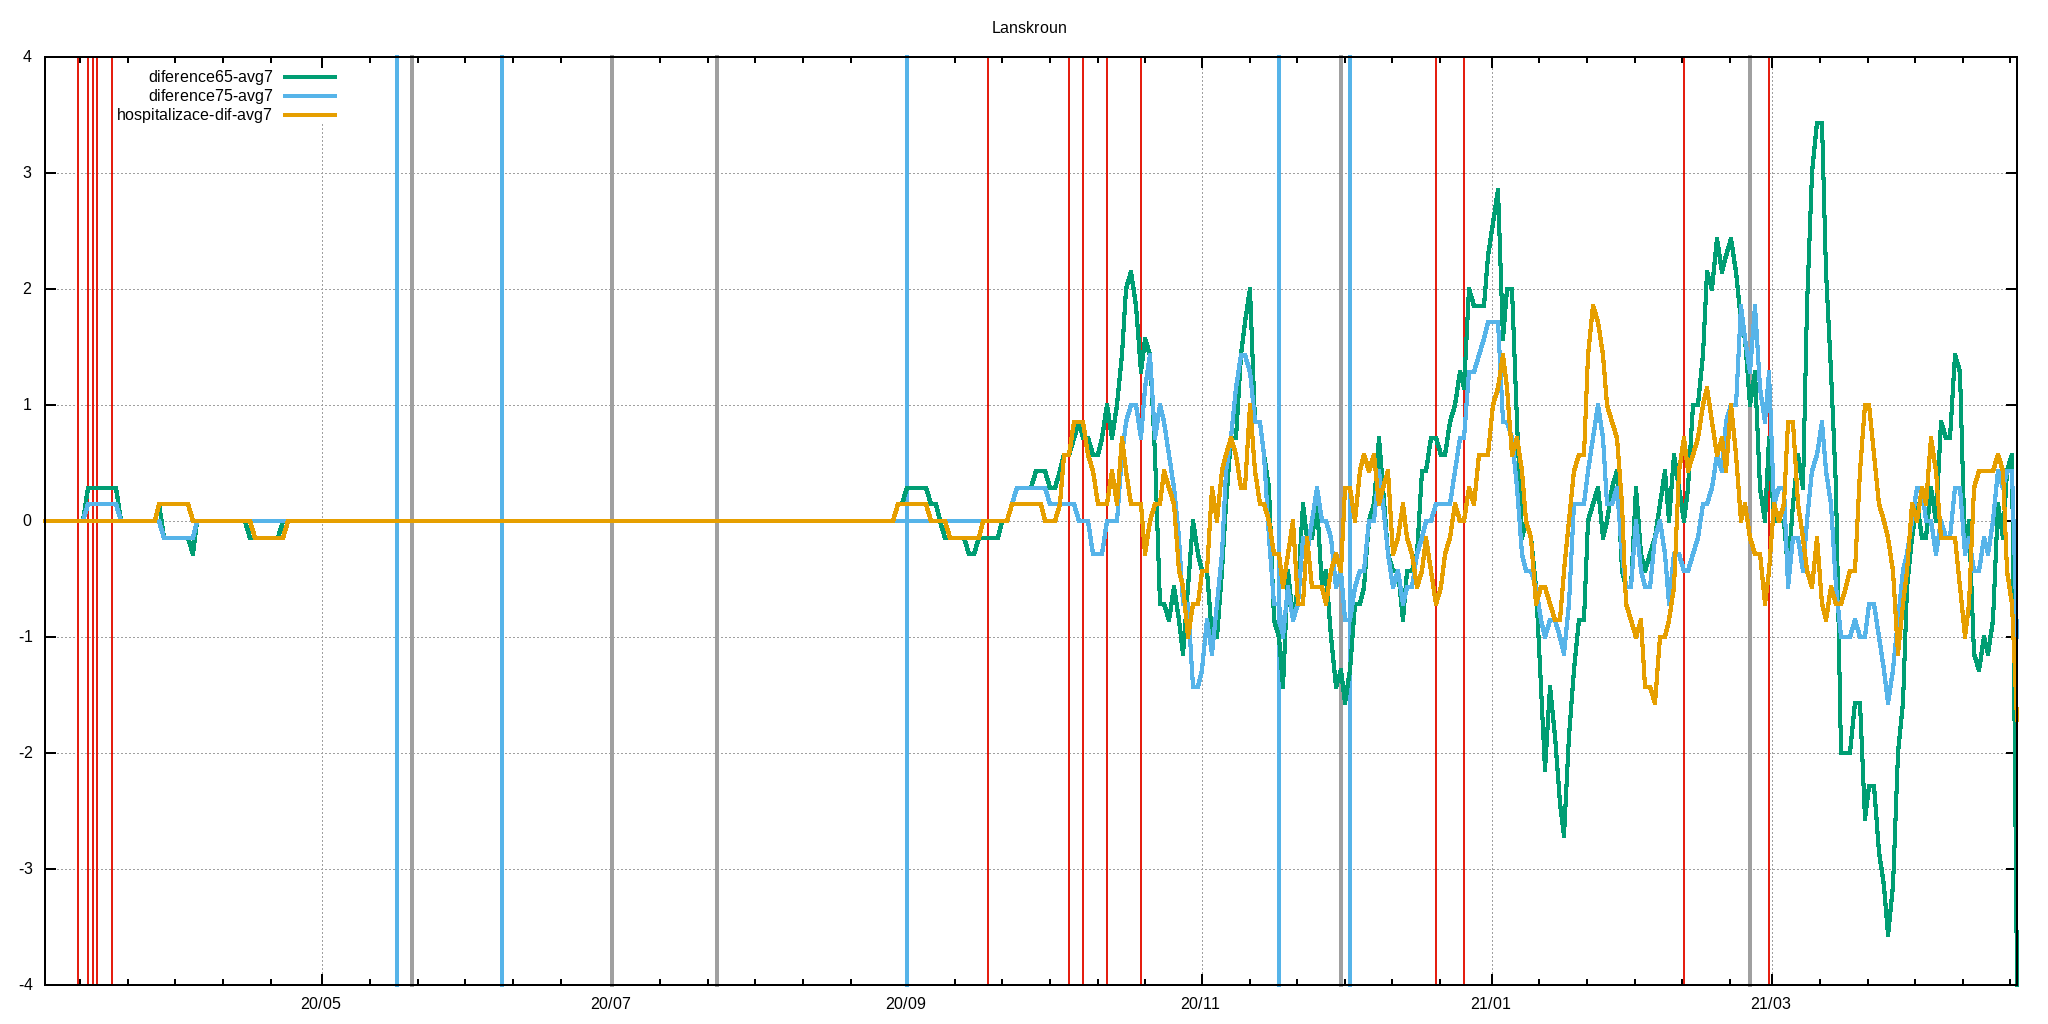 Lanskroun
4
diference65-avg7
diference75-avg7
hospitalizace-dif-avg7
3
2
1
0
-1
-2
-3
-4
20/05 20/07 20/09 20/11 21/01 21/03